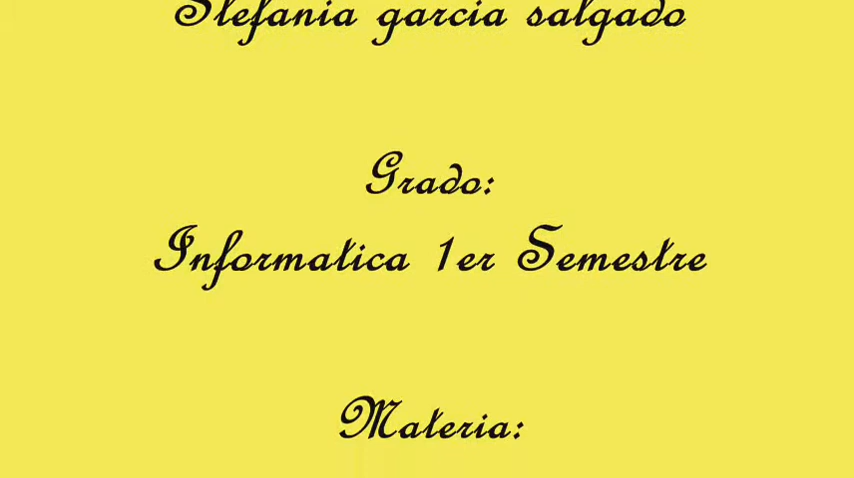 Stefania garcia salgado
Grado:
Informatica 1er Semestre
Materia: